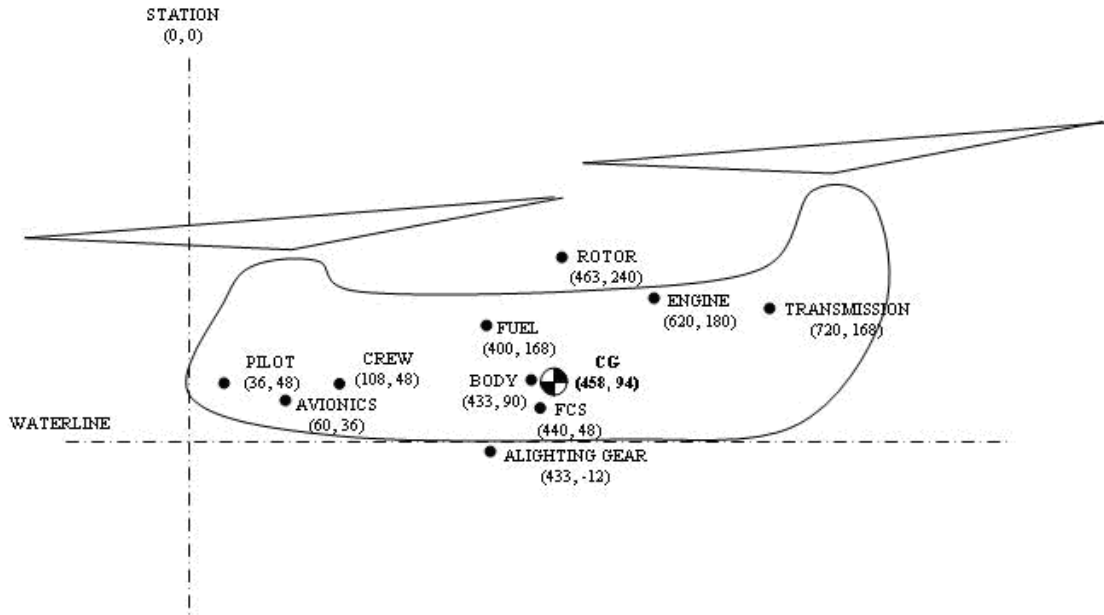 STATION
(0, 0)
ROTOR
(463, 240)
ENGINE
(620, 180)
TRANSMISSION
(720, 168)
FUEL
(400, 168)
PILOT
(36, 48)
CREW
(108, 48)
BODY
(433, 90)
CG
(458, 94)
AVIONICS
(60, 36)
FCS
(440, 48)
WATERLINE
ALIGHTING GEAR
(433, -12)